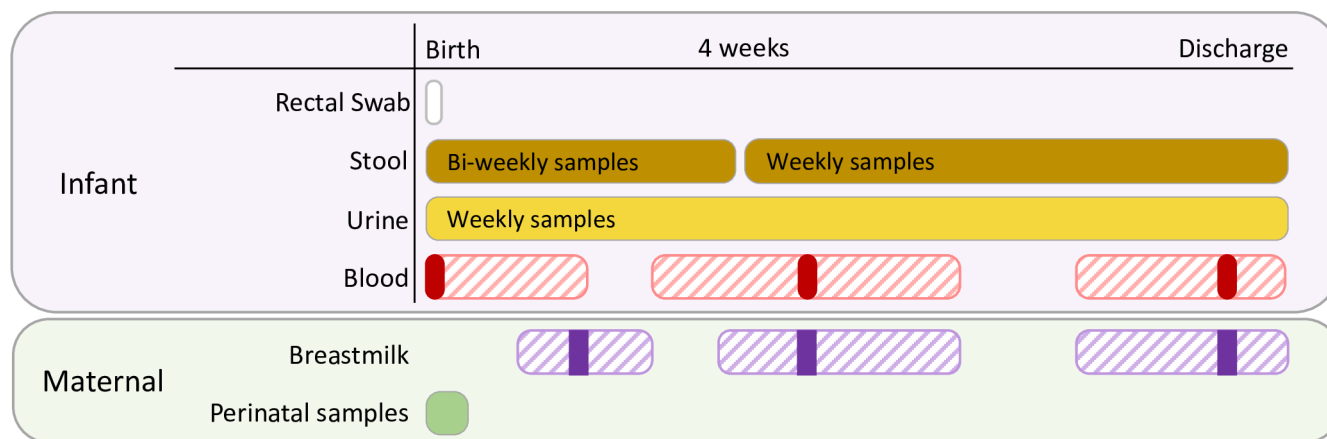 Birth 4 weeks Discharge
Rectal Swab
Stool Bi-weekly samples Weekly samples
Infant
Urine Weekly samples
Blood
Breastmilk
Maternal
Perinatal samples